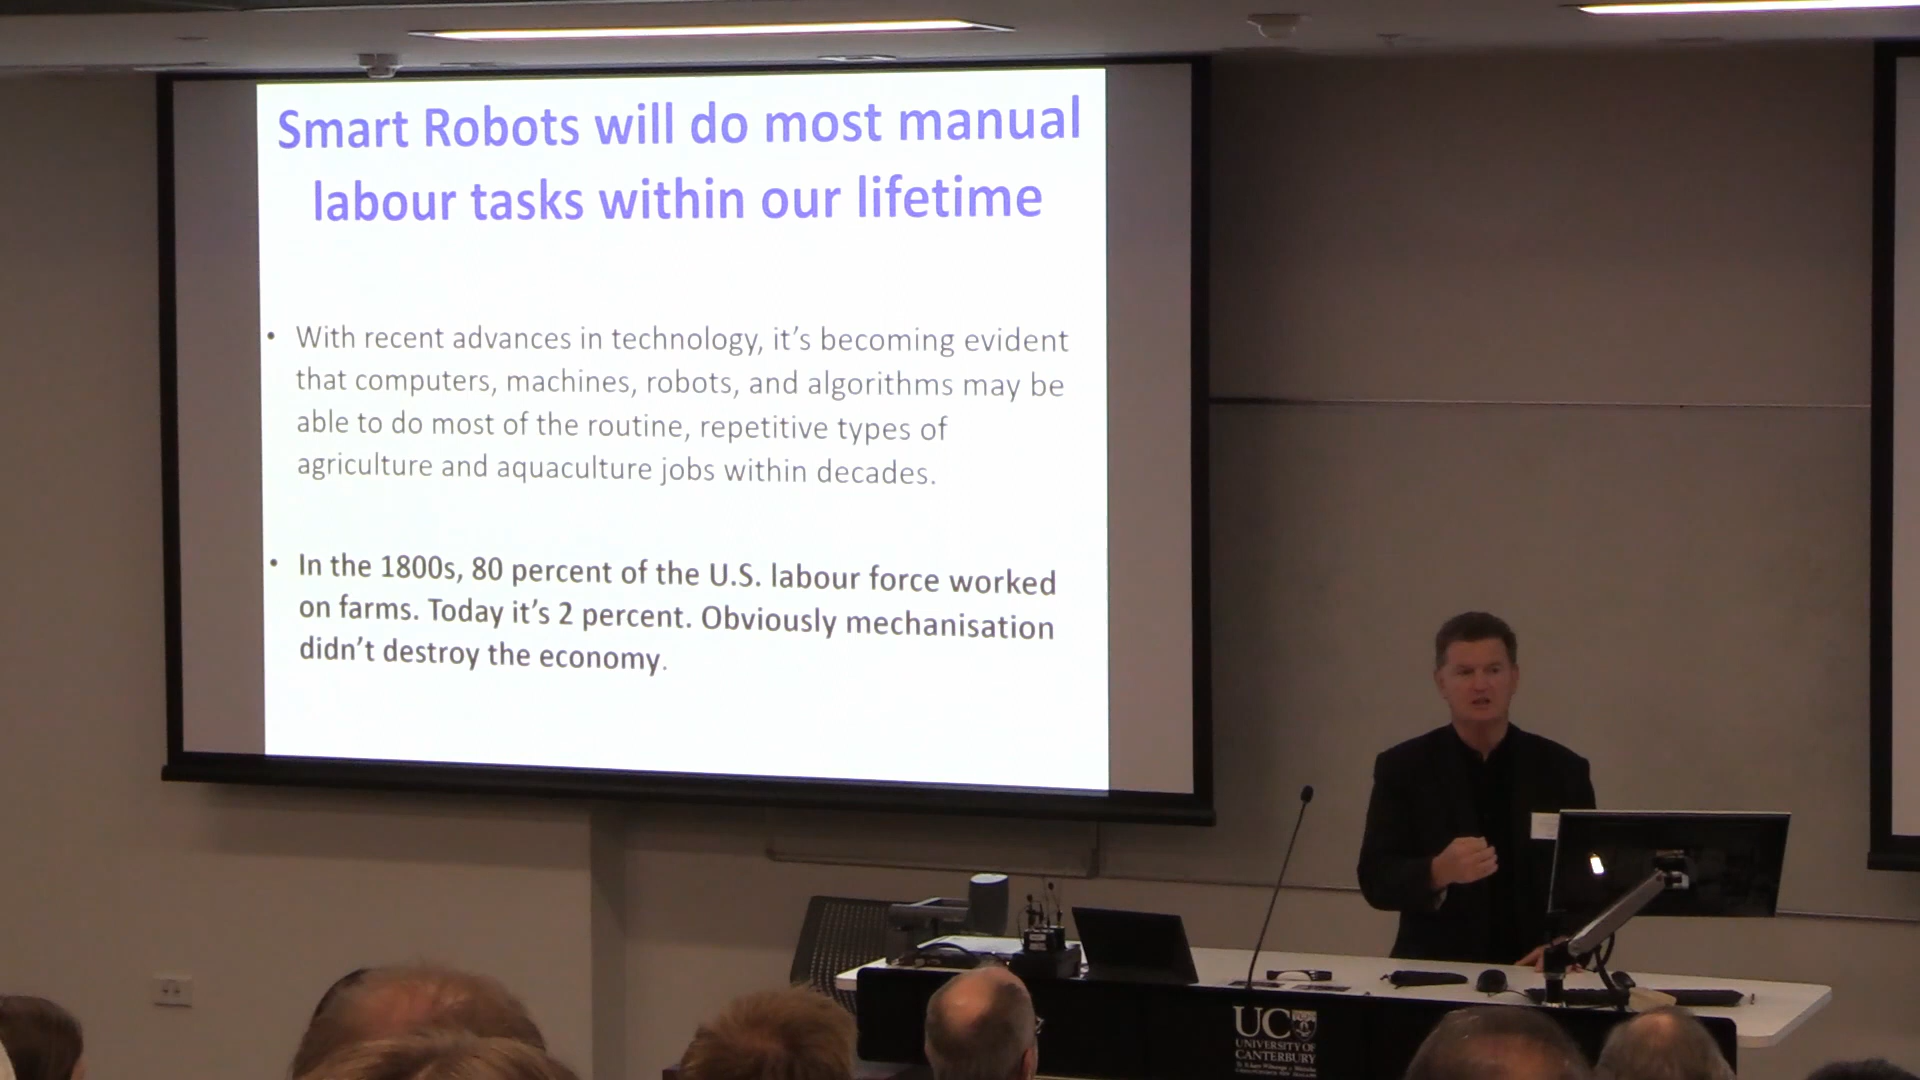 Smart Robots will do most manual
labour tasks within our lifetime
• With recent advances in technology, it's becoming evident
that computers, machines, robots, and algorithms may be
able to do most of the routine, repetitive types of
agriculture and aquaculture jobs within decades.
• In the 1800s, 80 percent of the U.S. labour force worked
on farms. Today it's 2 percent. Obviously mechanisation
didn't destroy the economy.
UC
UNIVERSITY OF
CANTERBURY